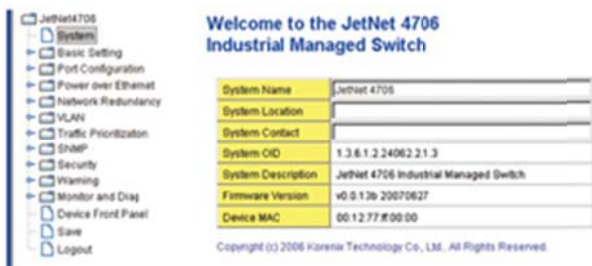 JetNet4706
System
Basic Setting
Port Configuration
Power over Ethernet
Network Redundancy
VLAN
Traffic Prioritization
SNMP
Security
Warning
Monitor and Diag
Device Front Panel
Save
Logout
Welcome to the JetNet 4706
Industrial Managed Switch
System Name JetNet 4706
System Location
System Contact
System OID 1.3.6.1.2.24062.2.1.3
System Description JetNet 4706 Industrial Managed Switch
Firmware Version v0.0.13b 20070627
Device MAC 00:12:77:ff:00:00
Copyright (c) 2006 Korenix Technology Co., Ltd.. All Rights Reserved.